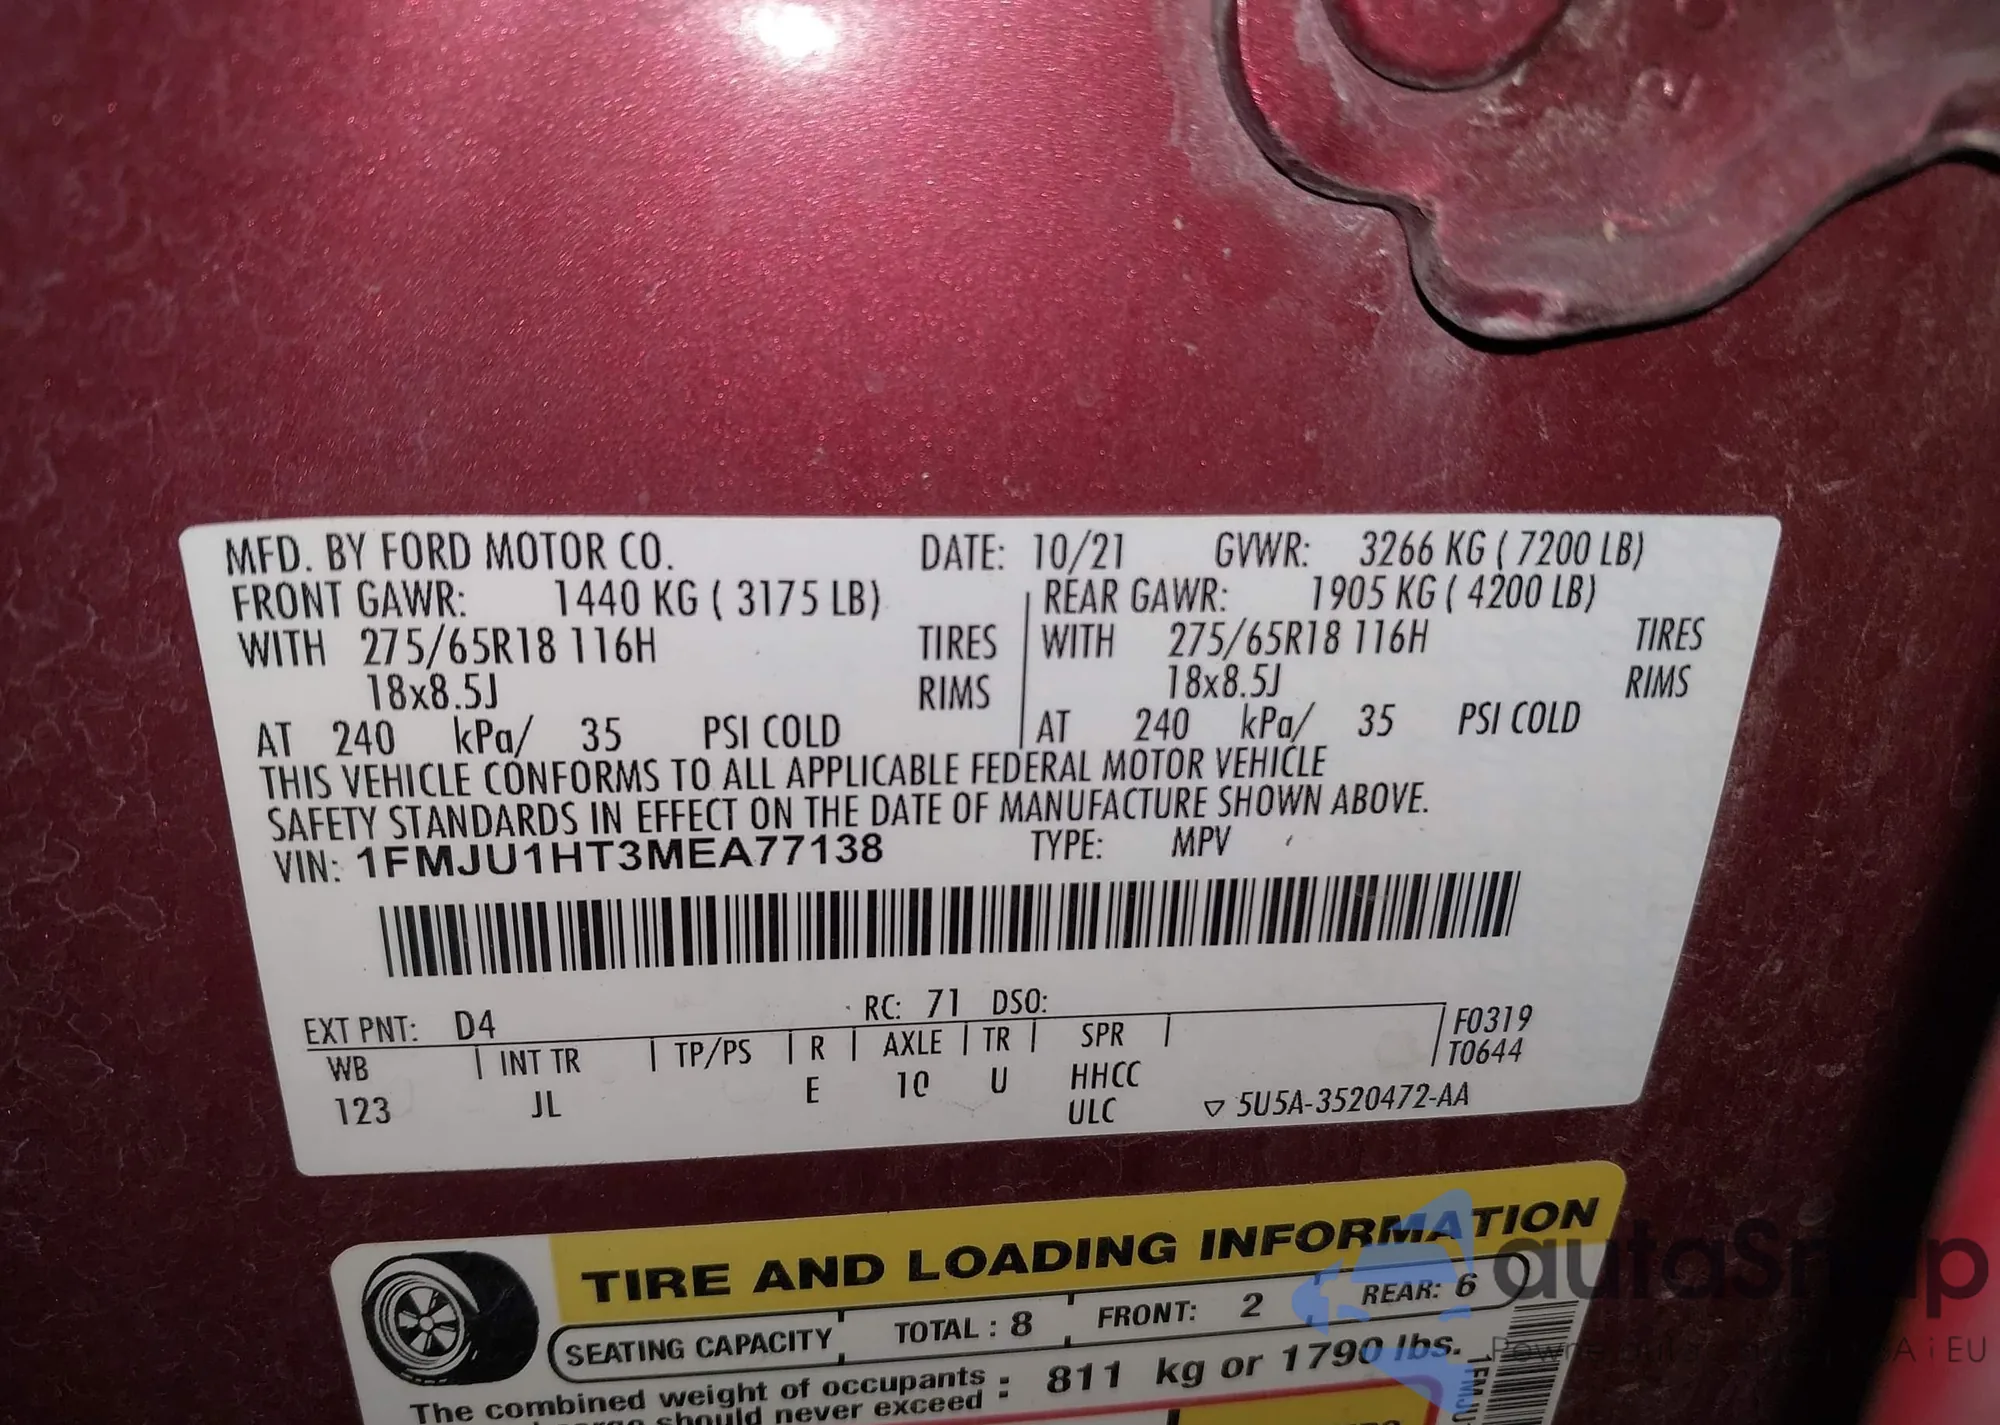 MFD. BY FORD MOTOR CO. DATE: 10/21 GVWR: 3266 KG ( 7200 LB)
FRONT GAWR: 1440 KG ( 3175 LB) REAR GAWR: 1905 KG ( 4200 LB)
WITH 275/65R18 116H TIRES WITH 275/65R18 116H TIRES
18x8.5J RIMS 18x8.5J RIMS
AT 240 kPa/ 35 PSI COLD AT 240 kPa/ 35 PSI COLD
THIS VEHICLE CONFORMS TO ALL APPLICABLE FEDERAL MOTOR VEHICLE
SAFETY STANDARDS IN EFFECT ON THE DATE OF MANUFACTURE SHOWN ABOVE.
VIN: 1FMJU1HT3MEA77138 TYPE: MPV
EXT PNT: D4 RC: 71 DSO:
WB INT TR TP/PS R AXLE TR SPR F0319
T0644
123 JL E 10 U HHCC
ULC ▽ 5U5A-3520472-AA
TIRE AND LOADING INFORMATION
SEATING CAPACITY TOTAL : 8 FRONT: 2 REAR: 6
The combined weight of occupants : 811 kg or 1790 lbs.
should never exceed
autaSnap
A i EU